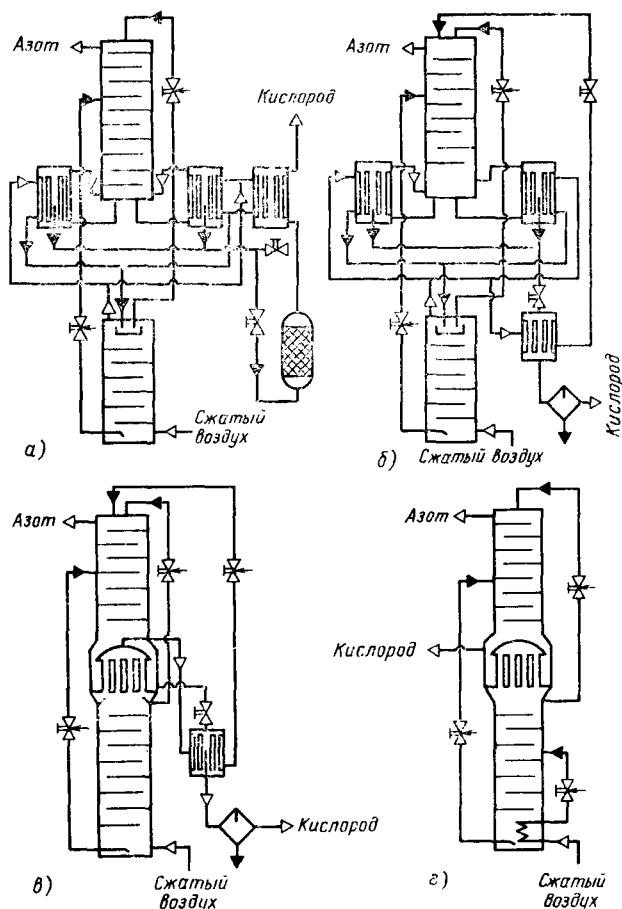 Азот
Кислород
Сжатый
воздух
а)
Азот
Кислород
Сжатый воздух
б)
Азот
Кислород
Сжатый
воздух
в)
Азот
Кислород
Сжатый
воздух
г)